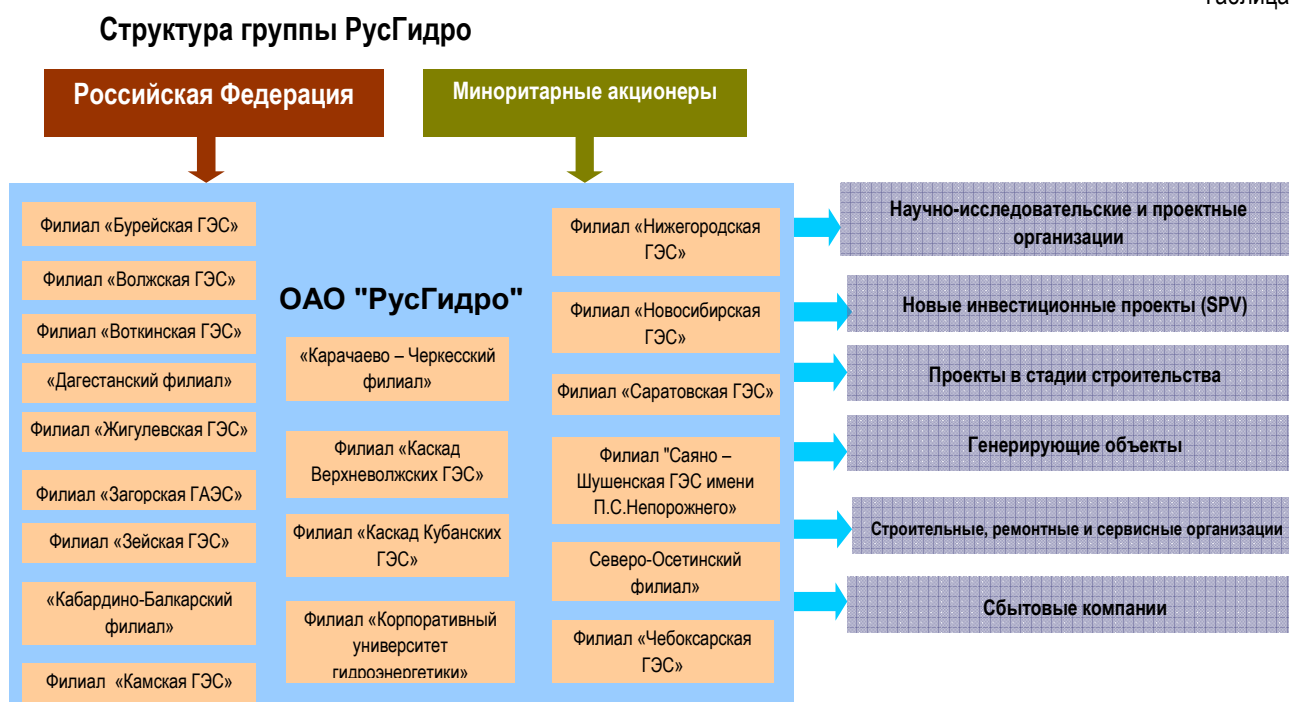 Таблица
Структура группы РусГидро
Российская Федерация
Миноритарные акционеры
Филиал «Бурейская ГЭС»
Филиал «Волжская ГЭС»
Филиал «Воткинская ГЭС»
«Дагестанский филиал»
Филиал «Жигулевская ГЭС»
Филиал «Загорская ГАЭС»
Филиал «Зейская ГЭС»
«Кабардино-Балкарский
филиал»
Филиал «Камская ГЭС»
ОАО "РусГидро"
«Карачаево – Черкесский
филиал»
Филиал «Каскад
Верхневолжских ГЭС»
Филиал «Каскад Кубанских
ГЭС»
Филиал «Корпоративный
университет
гидроэнергетики»
Филиал «Нижегородская
ГЭС»
Филиал «Новосибирская
ГЭС»
Филиал «Саратовская ГЭС»
Филиал "Саяно –
Шушенская ГЭС имени
П.С.Непорожнего»
Северо-Осетинский
филиал»
Филиал «Чебоксарская
ГЭС»
Научно-исследовательские и проектные
организации
Новые инвестиционные проекты (SPV)
Проекты в стадии строительства
Генерирующие объекты
Строительные, ремонтные и сервисные организации
Сбытовые компании